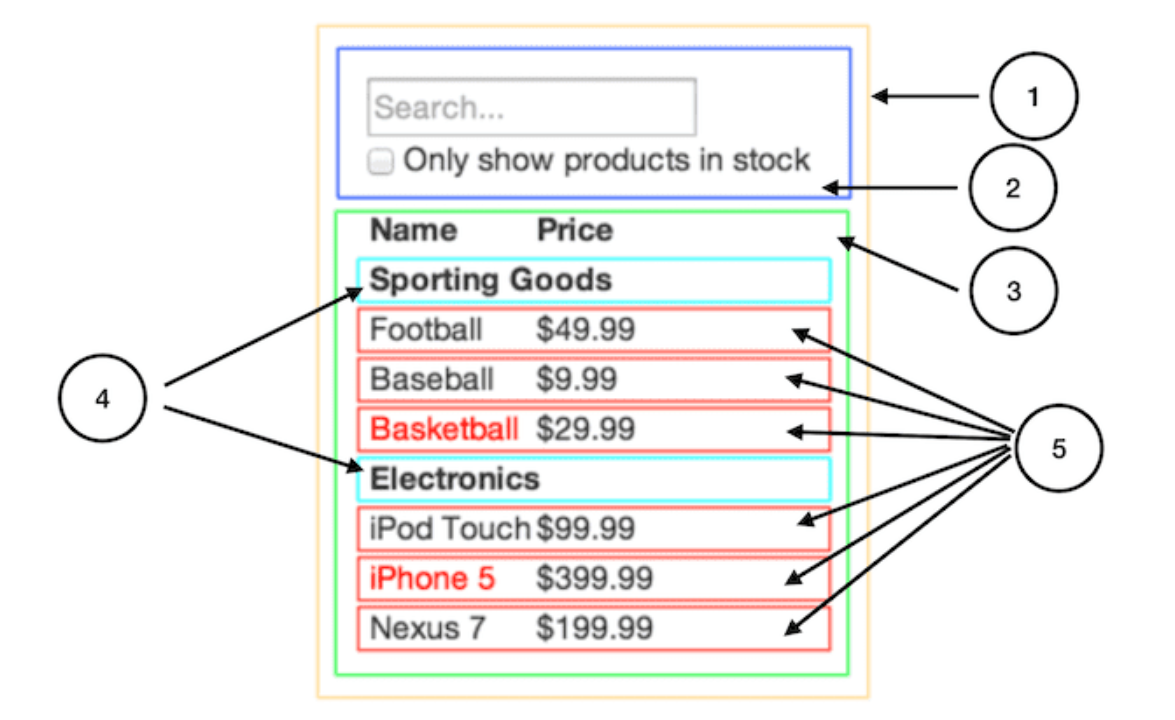 Search...
1
Only show products in stock
2
Name Price
3
Sporting Goods
Football $49.99
Baseball $9.99
4
Basketball $29.99
5
Electronics
iPod Touch $99.99
iPhone 5 $399.99
Nexus 7 $199.99